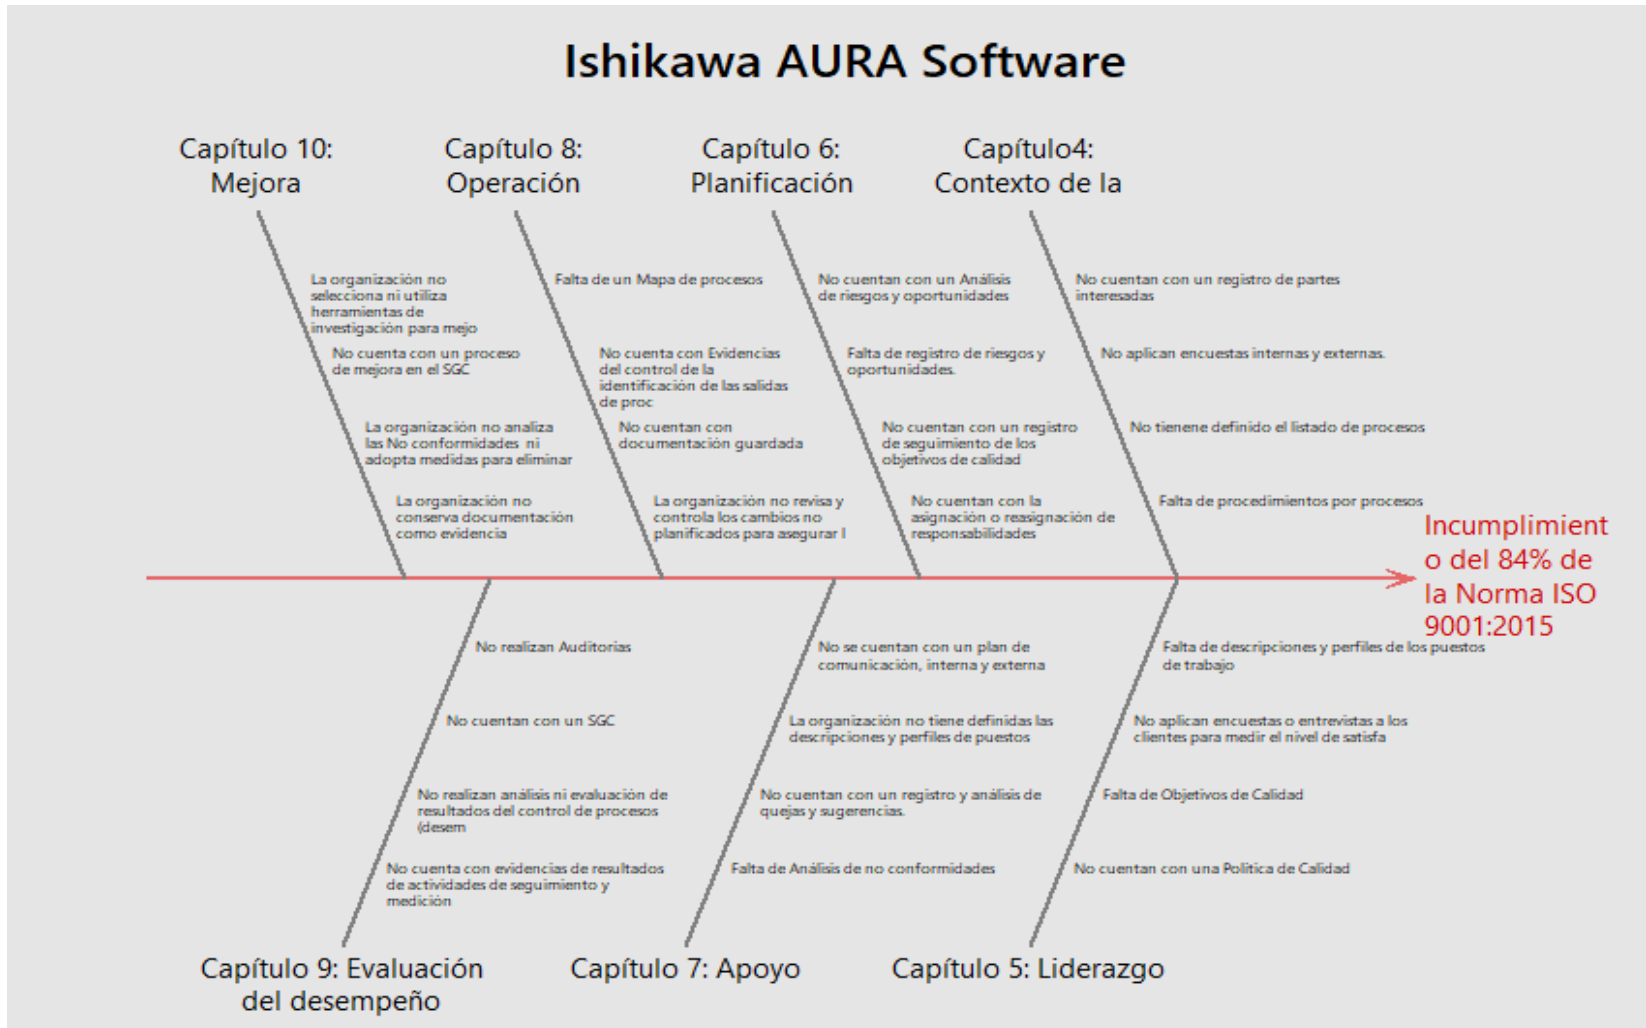 Ishikawa AURA Software
Capítulo 10:
Mejora
Capítulo 8:
Operación
Capítulo 6:
Planificación
Capítulo4:
Contexto de la
La organización no
selecciona ni utiliza
herramientas de
investigación para mejo
No cuenta con un proceso
de mejora en el SGC
La organización no analiza
las No conformidades ni
adopta medidas para eliminar
La organización no
conserva documentación
como evidencia
Falta de un Mapa de procesos
No cuenta con Evidencias
del control de la
identificación de las salidas
de proc
No cuentan con
documentación guardada
La organización no revisa y
controla los cambios no
planificados para asegurar l
No cuentan con un Análisis
de riesgos y oportunidades
Falta de registro de riesgos y
oportunidades.
No cuentan con un registro
de seguimiento de los
objetivos de calidad
No cuentan con la
asignación o reasignación de
responsabilidades
No cuentan con un registro de partes
interesadas
No aplican encuestas internas y externas.
No tienene definido el listado de procesos
Falta de procedimientos por procesos
Incumplimient
o del 84% de
la Norma ISO
9001:2015
No realizan Auditorias
No cuentan con un SGC
No realizan análisis ni evaluación de
resultados del control de procesos
(desem
No cuenta con evidencias de resultados
de actividades de seguimiento y
medición
No se cuentan con un plan de
comunicación, interna y externa
La organización no tiene definidas las
descripciones y perfiles de puestos
No cuentan con un registro y análisis de
quejas y sugerencias.
Falta de Análisis de no conformidades
Falta de descripciones y perfiles de los puestos
de trabajo
No aplican encuestas o entrevistas a los
clientes para medir el nivel de satisfa
Falta de Objetivos de Calidad
No cuentan con una Política de Calidad
Capítulo 9: Evaluación
del desempeño
Capítulo 7: Apoyo
Capítulo 5: Liderazgo